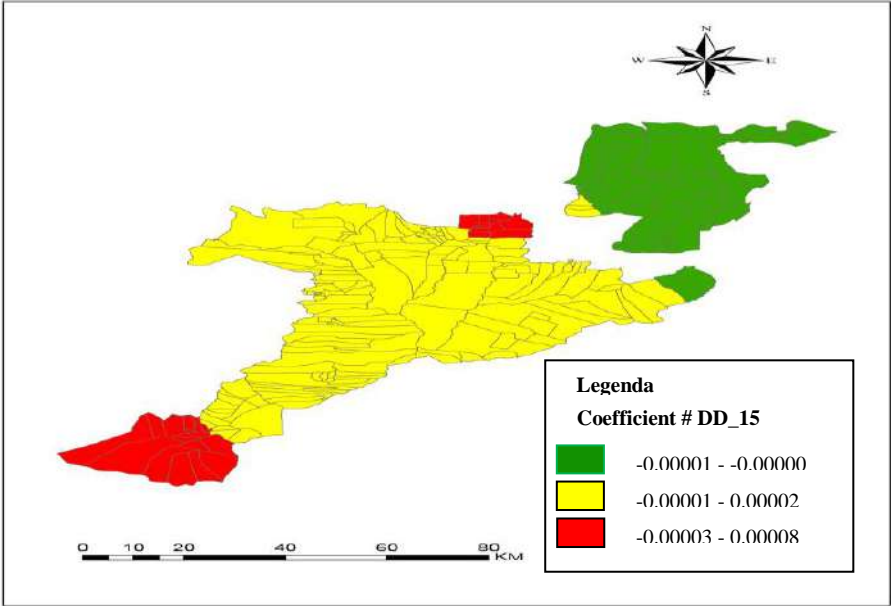 N
W E
S
Legenda
Coefficient # DD_15
-0.00001 - -0.00000
-0.00001 - 0.00002
-0.00003 - 0.00008
0 10 20 40 60 80
KM